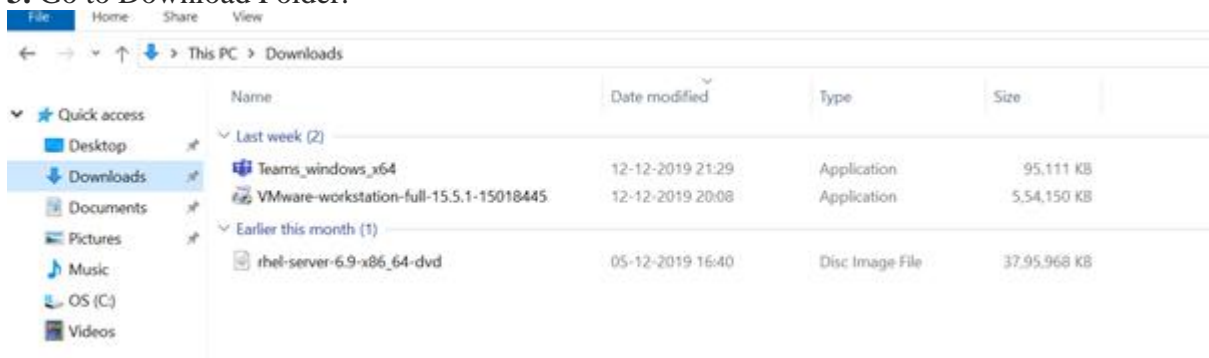 3. Go to Download Folder.
File Home Share View
This PC > Downloads
Name Date modified Type Size
Quick access
Last week (2)
Desktop
Teams_windows_x64 12-12-2019 21:29 Application 95,111 KB
Downloads
VMware-workstation-full-15.5.1-15018445 12-12-2019 20:08 Application 5,54,150 KB
Documents
Earlier this month (1)
Pictures
rhel-server-6.9-x86_64-dvd 05-12-2019 16:40 Disc Image File 37,95,968 KB
Music
OS (C:)
Videos